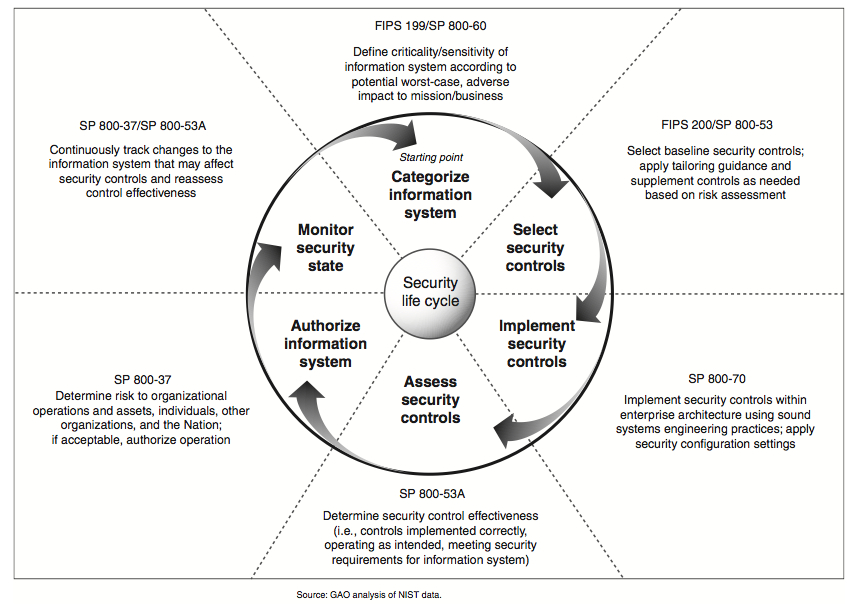 FIPS 199/SP 800-60
Define criticality/sensitivity of
information system according to
potential worst-case, adverse
impact to mission/business
SP 800-37/SP 800-53A
Continuously track changes to the
information system that may affect
security controls and reassess
control effectiveness
FIPS 200/SP 800-53
Select baseline security controls;
apply tailoring guidance and
supplement controls as needed
based on risk assessment
Starting point
Categorize
information
system
Monitor
security
state
Select
security
controls
Security
life cycle
Authorize
information
system
Implement
security
controls
Assess
security
controls
SP 800-37
Determine risk to organizational
operations and assets, individuals, other
organizations, and the Nation;
if acceptable, authorize operation
SP 800-70
Implement security controls within
enterprise architecture using sound
systems engineering practices; apply
security configuration settings
SP 800-53A
Determine security control effectiveness
(i.e., controls implemented correctly,
operating as intended, meeting security
requirements for information system)
Source: GAO analysis of NIST data.